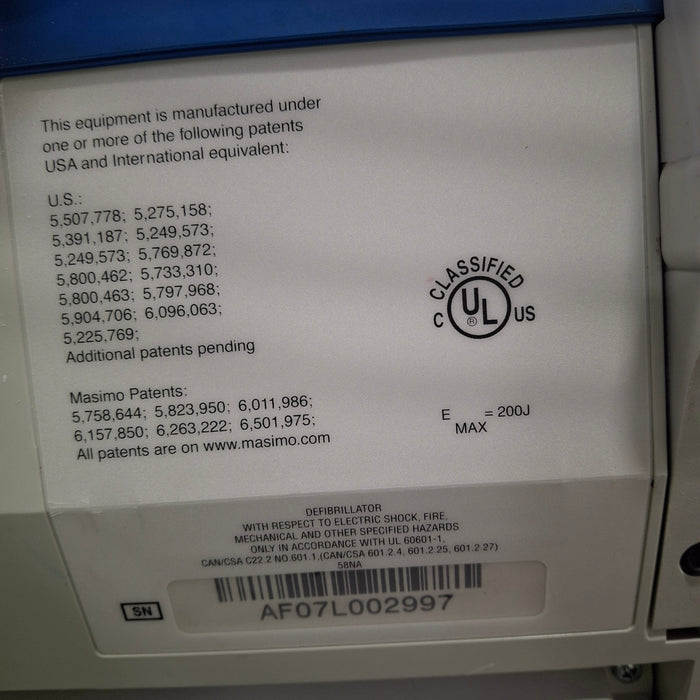 This equipment is manufactured under
one or more of the following patents
USA and International equivalent:
U.S.:
5,507,778; 5,275,158;
5,391,187; 5,249,573;
5,249,573; 5,769,872;
5,800,462; 5,733,310;
5,800,463; 5,797,968;
5,904,706; 6,096,063;
5,225,769;
Additional patents pending
Masimo Patents:
5,758,644; 5,823,950; 6,011,986;
6,157,850; 6,263,222; 6,501,975;
All patents are on www.masimo.com
CLASSIFIED
C UL® US
E MAX = 200J
DEFIBRILLATOR
WITH RESPECT TO ELECTRIC SHOCK, FIRE,
MECHANICAL AND OTHER SPECIFIED HAZARDS
ONLY IN ACCORDANCE WITH UL 60601-1,
CAN/CSA C22.2 NO.601.1,(CAN/CSA 601.2.4, 601.2.25, 601.2.27)
58NA
SN
AF07L002997